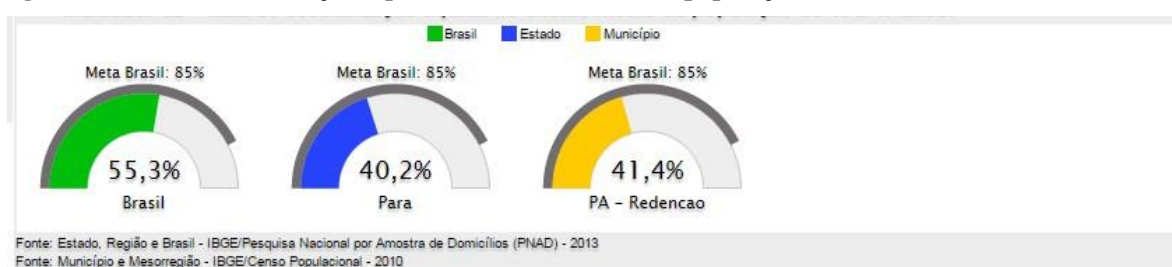 Brasil Estado Município
Meta Brasil: 85% Meta Brasil: 85% Meta Brasil: 85%
55,3% 40,2% 41,4%
Brasil Para PA - Redencao
Fonte: Estado, Região e Brasil - IBGE/Pesquisa Nacional por Amostra de Domicílios (PNAD) - 2013
Fonte: Município e Mesorregião - IBGE/Censo Populacional - 2010